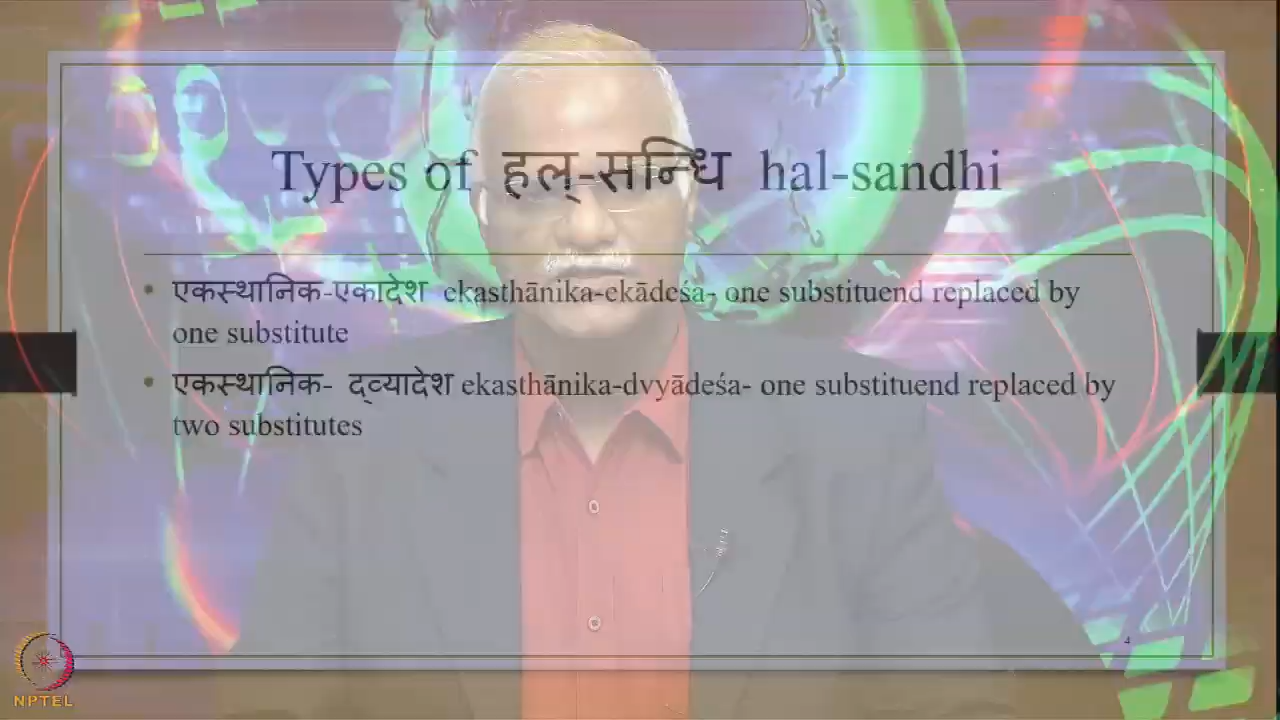 Types of हल्-सन्धि hal-sandhi
• एकस्थानिक-एकादेश ekasthānika-ekādeśa- one substituend replaced by
one substitute
• एकस्थानिक- द्व्यादेश ekasthānika-dvyādeśa- one substituend replaced by
two substitutes
4
NPTEL